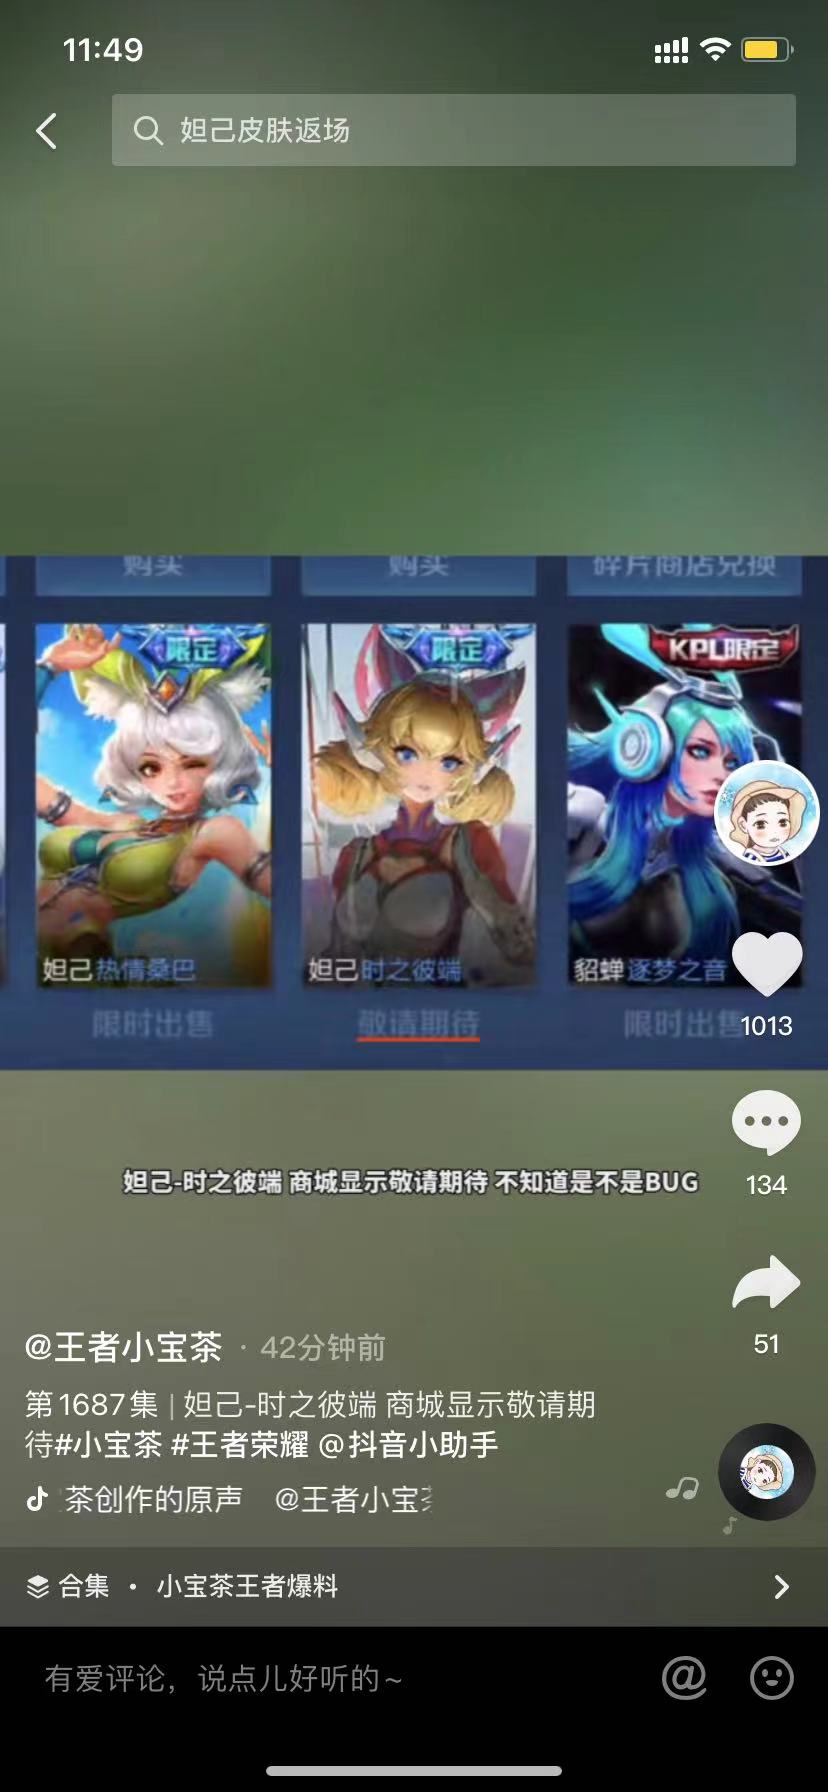 11:49
妲己皮肤返场
购买
购买
碎片商店兑换
限定
限定
KPL限定
妲己 热情桑巴
妲己 时之彼端
貂蝉 逐梦之音
限时出售
敬请期待
限时出售
1013
妲己-时之彼端 商城显示敬请期待 不知道是不是BUG
134
@王者小宝茶 · 42分钟前
51
第1687集 | 妲己-时之彼端 商城显示敬请期
待#小宝茶 #王者荣耀 @抖音小助手
茶创作的原声 @王者小宝
合集 · 小宝茶王者爆料
有爱评论，说点儿好听的~